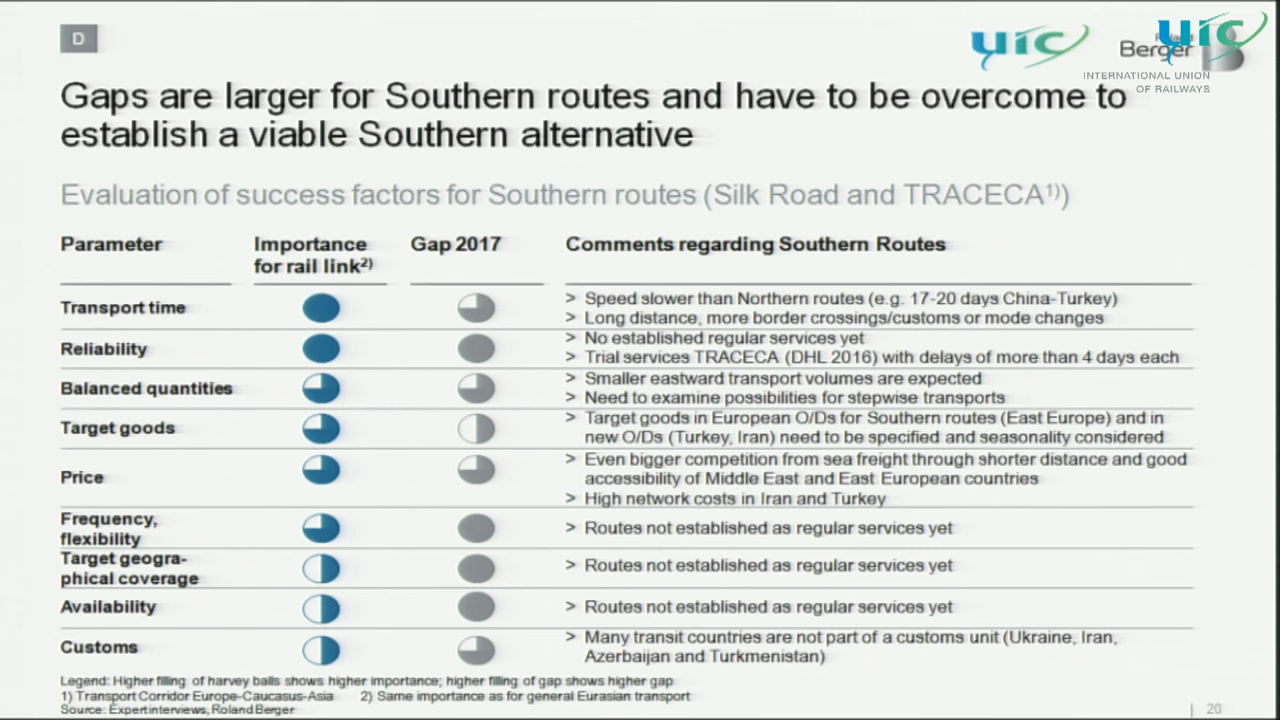 D
uic
uic
Berger
INTERNATIONAL UNION
OF RAILWAYS
Gaps are larger for Southern routes and have to be overcome to
establish a viable Southern alternative
Evaluation of success factors for Southern routes (Silk Road and TRACECA1))
Parameter
Importance
for rail link2)
Gap 2017
Comments regarding Southern Routes
Transport time
> Speed slower than Northern routes (e.g. 17-20 days China-Turkey)
> Long distance, more border crossings/customs or mode changes
Reliability
> No established regular services yet
> Trial services TRACECA (DHL 2016) with delays of more than 4 days each
Balanced quantities
> Smaller eastward transport volumes are expected
> Need to examine possibilities for stepwise transports
Target goods
> Target goods in European O/Ds for Southern routes (East Europe) and in
new O/Ds (Turkey, Iran) need to be specified and seasonality considered
Price
> Even bigger competition from sea freight through shorter distance and good
accessibility of Middle East and East European countries
> High network costs in Iran and Turkey
Frequency,
flexibility
> Routes not established as regular services yet
Target geogra-
phical coverage
> Routes not established as regular services yet
Availability
> Routes not established as regular services yet
Customs
> Many transit countries are not part of a customs unit (Ukraine, Iran,
Azerbaijan and Turkmenistan)
Legend: Higher filling of harvey balls shows higher importance; higher filling of gap shows higher gap
1) Transport Corridor Europe-Caucasus-Asia 2) Same importance as for general Eurasian transport
Source: Expert interviews, Roland Berger
20